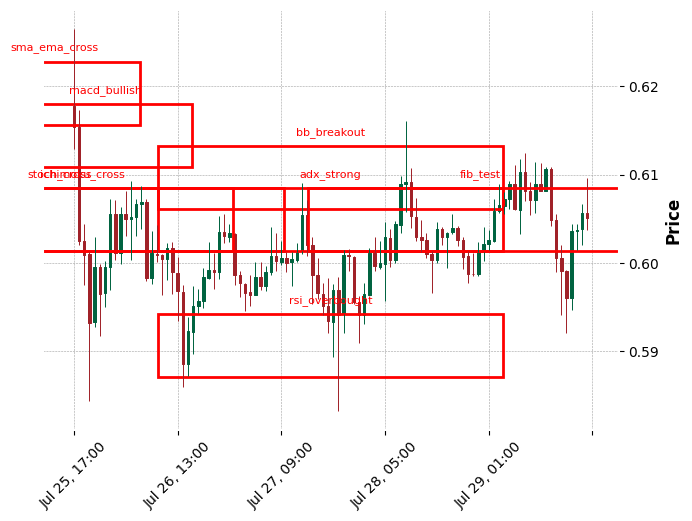 sma_ema_cross
0.62
macd_bullish
bb_breakout
0.61
adx_strong
fib_test
Price
0.60
rsi_overbought
0.59
Jul 25, 17:00
Jul 26, 13:00
Jul 27, 09:00
Jul 28, 05:00
Jul 29, 01:00